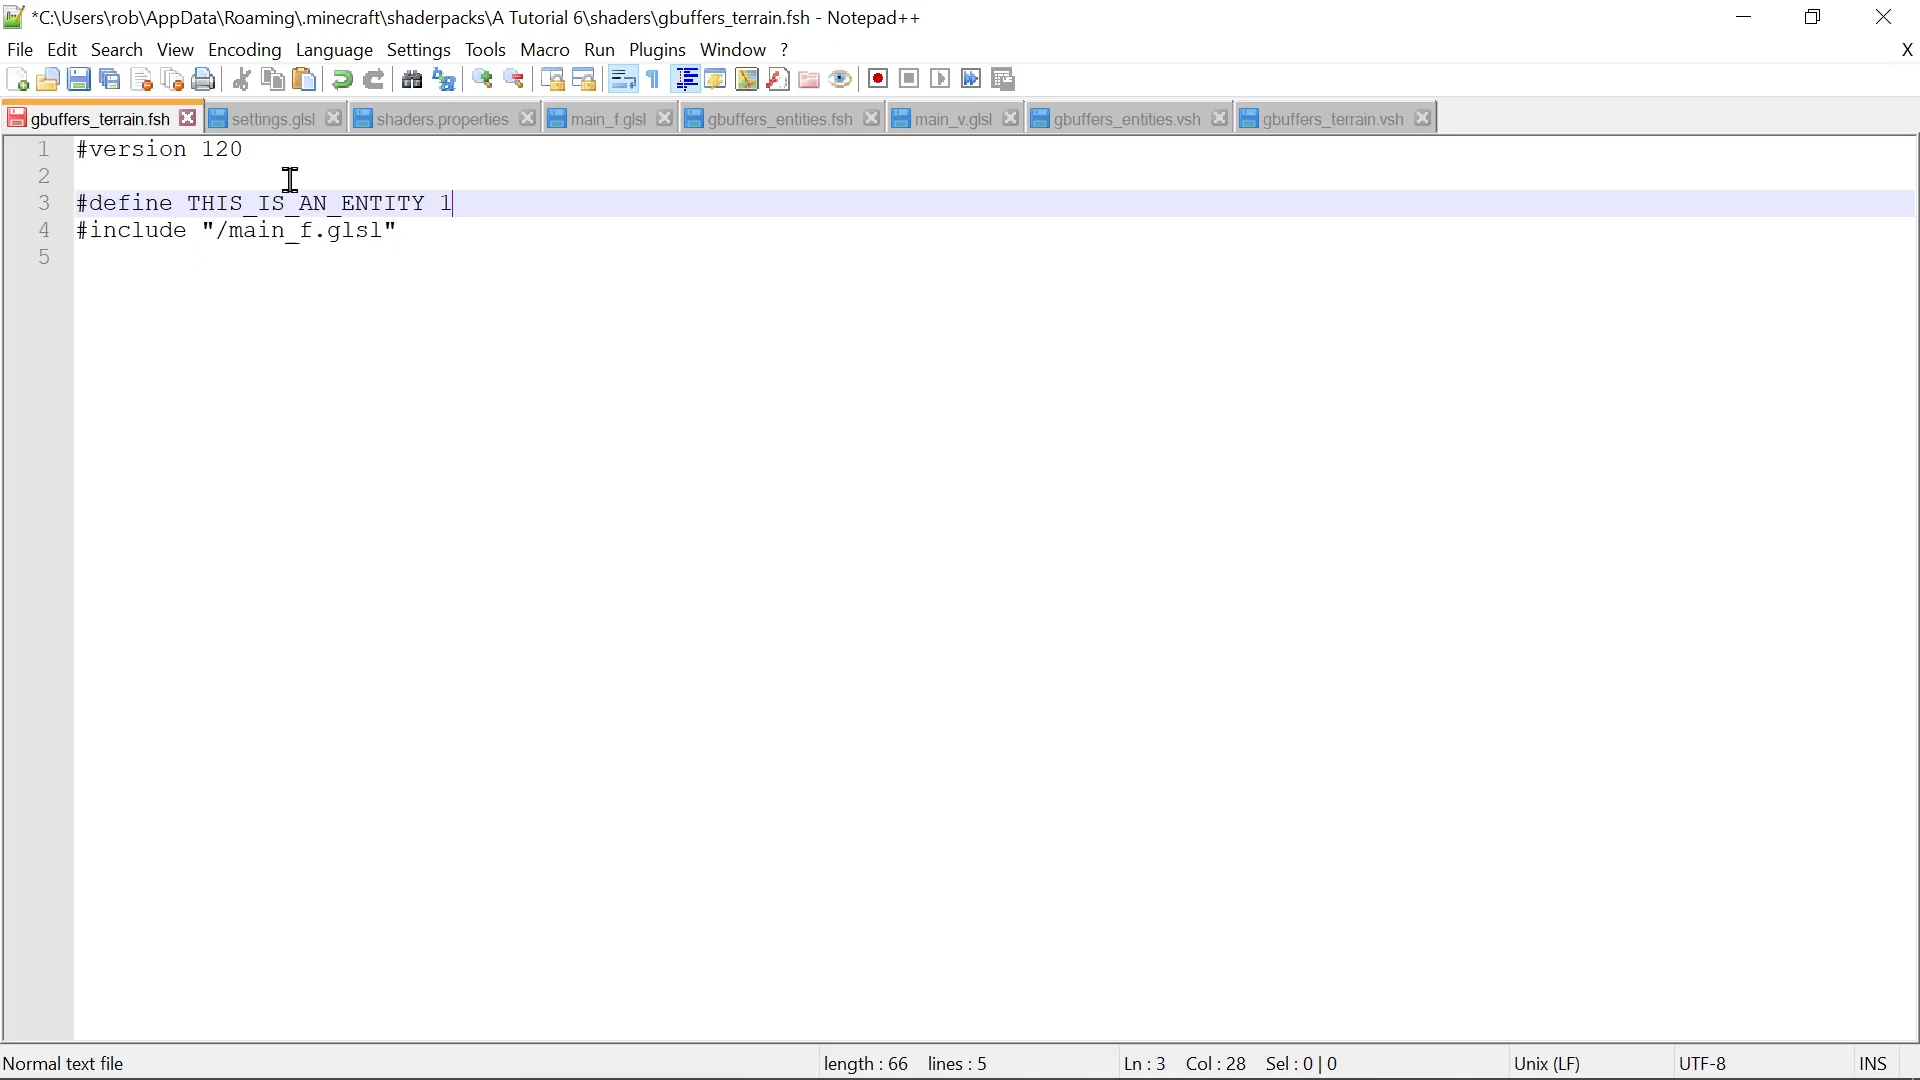 *C:\Users\rob\AppData\Roaming\.minecraft\shaderpacks\A Tutorial 6\shaders\gbuffers_terrain.fsh - Notepad++
File Edit Search View Encoding Language Settings Tools Macro Run Plugins Window ? X
gbuffers_terrain.fsh settings.glsl shaders.properties main_f.glsl gbuffers_entities.fsh main_v.glsl gbuffers_entities.vsh gbuffers_terrain.vsh
1 #version 120
2
3 #define THIS_IS_AN_ENTITY 1
4 #include "/main_f.glsl"
5
Normal text file length : 66 lines : 5 Ln : 3 Col : 28 Sel : 0 | 0 Unix (LF) UTF-8 INS